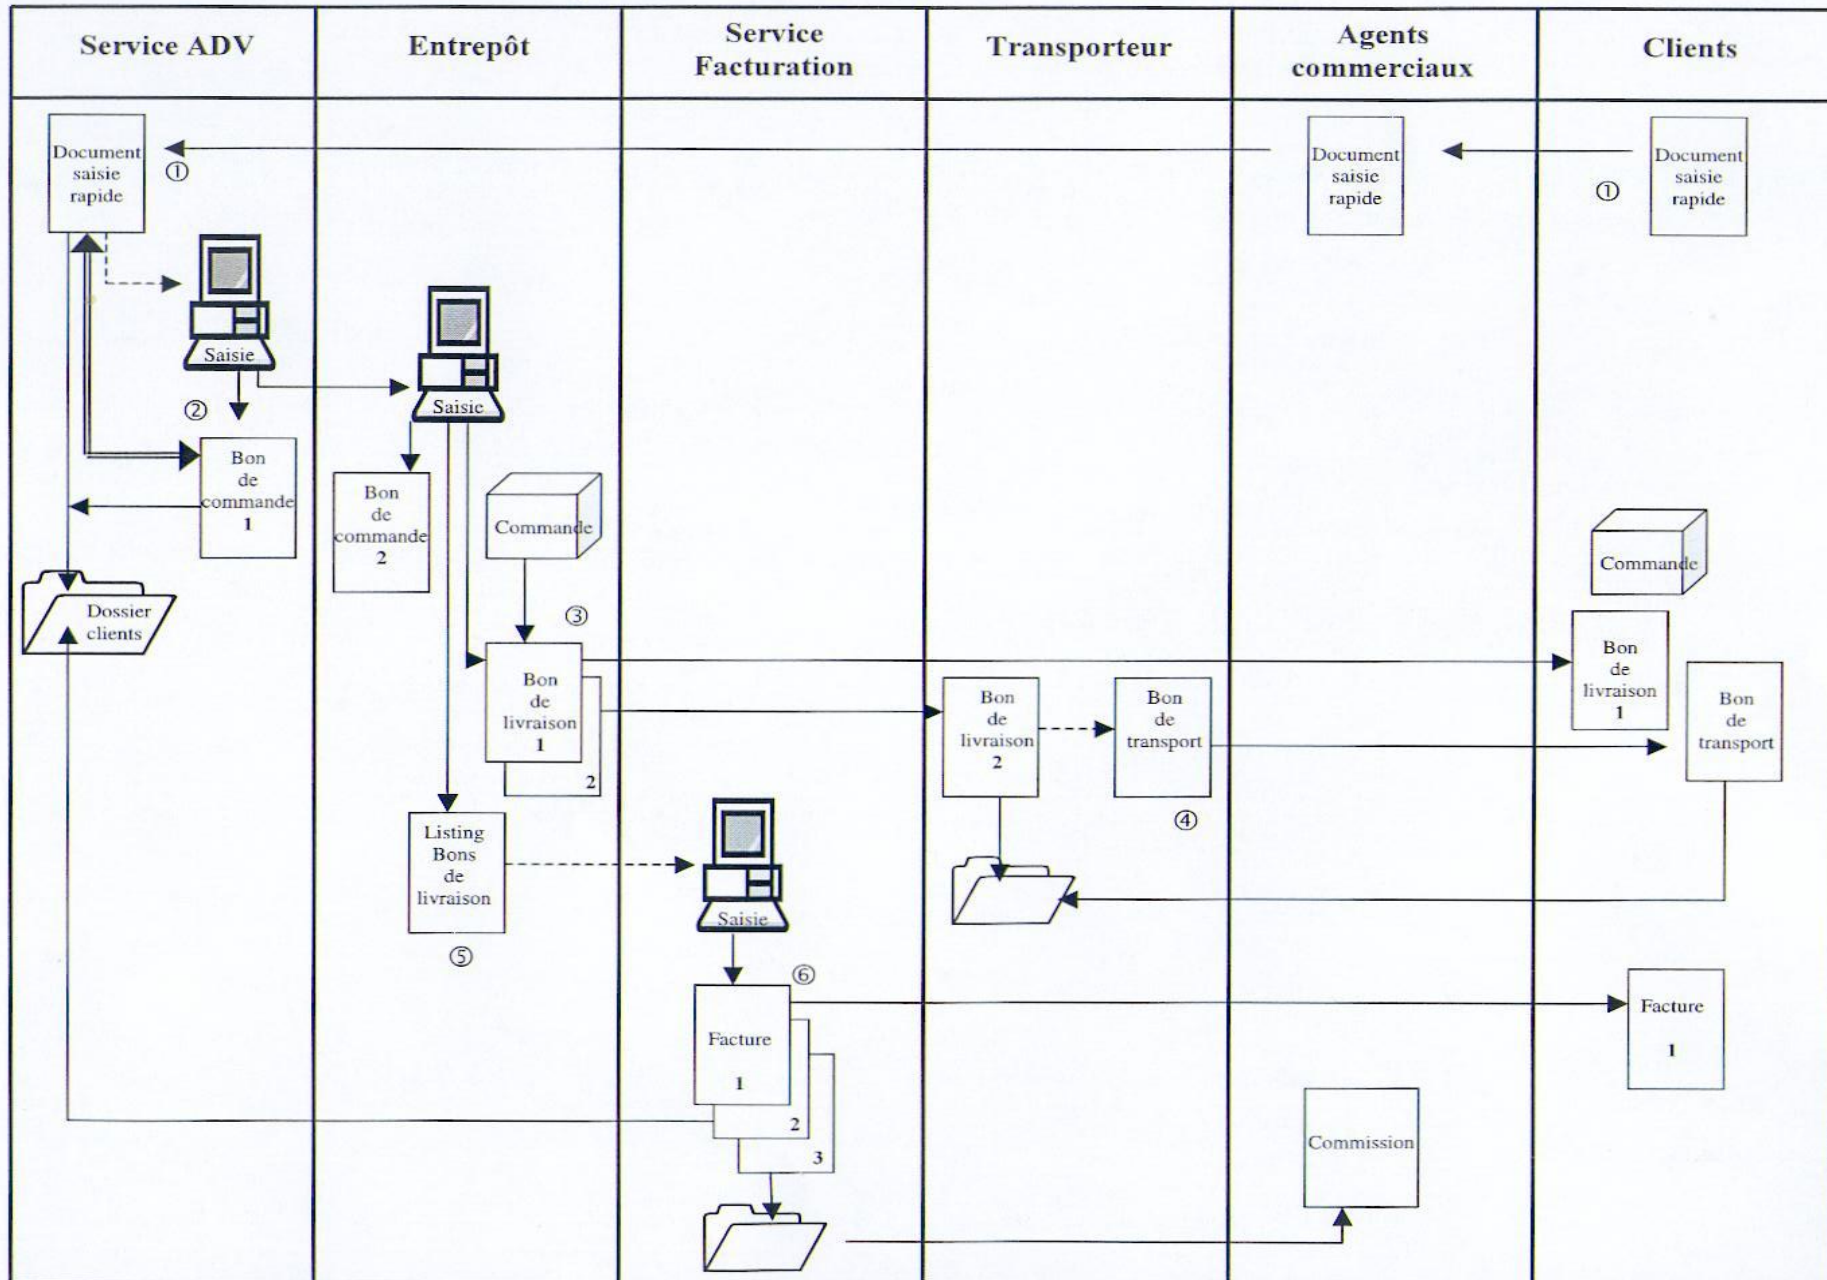 Service ADV
Entrepôt
Service
Facturation
Transporteur
Agents
commerciaux
Clients
Document
saisie
rapide
①
Document
saisie
rapide
①
Document
saisie
rapide
Saisie
②
Saisie
Bon
de
commande
1
Bon
de
commande
2
Commande
Commande
Dossier
clients
③
Bon
de
livraison
1
2
Bon
de
livraison
2
Bon
de
transport
④
Bon
de
livraison
1
Bon
de
transport
Listing
Bons
de
livraison
⑤
Saisie
⑥
Facture
1
2
3
Facture
1
Commission